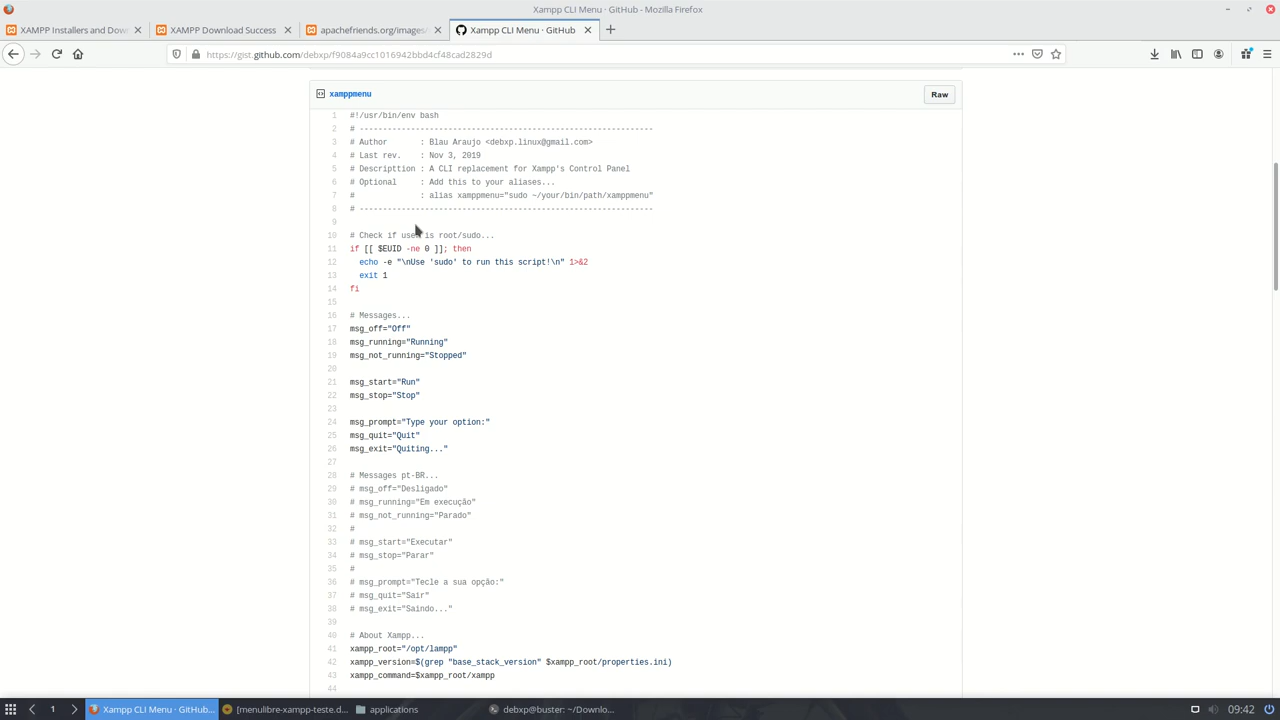 Xampp CLI Menu · GitHub - Mozilla Firefox
XAMPP Installers and Dow
XAMPP Download Success
apachefriends.org/images/
Xampp CLI Menu · GitHub
https://gist.github.com/debxp/f9084a9cc1016942bbd4cf48cad2829d
xamppmenu
Raw
1 #!/usr/bin/env bash
2 # ---------------------------------------------------------------
3 # Author : Blau Araujo <debxp.linux@gmail.com>
4 # Last rev. : Nov 3, 2019
5 # Descripttion : A CLI replacement for Xampp's Control Panel
6 # Optional : Add this to your aliases...
7 # : alias xamppmenu="sudo ~/your/bin/path/xamppmenu"
8 # ---------------------------------------------------------------
9
10 # Check if user is root/sudo...
11 if [[ $EUID -ne 0 ]]; then
12 echo -e "\nUse 'sudo' to run this script!\n" 1>&2
13 exit 1
14 fi
15
16 # Messages...
17 msg_off="Off"
18 msg_running="Running"
19 msg_not_running="Stopped"
20
21 msg_start="Run"
22 msg_stop="Stop"
23
24 msg_prompt="Type your option:"
25 msg_quit="Quit"
26 msg_exit="Quiting..."
27
28 # Messages pt-BR...
29 # msg_off="Desligado"
30 # msg_running="Em execução"
31 # msg_not_running="Parado"
32 #
33 # msg_start="Executar"
34 # msg_stop="Parar"
35 #
36 # msg_prompt="Tecle a sua opção:"
37 # msg_quit="Sair"
38 # msg_exit="Saindo..."
39
40 # About Xampp...
41 xampp_root="/opt/lampp"
42 xampp_version=$(grep "base_stack_version" $xampp_root/properties.ini)
43 xampp_command=$xampp_root/xampp
44
1
Xampp CLI Menu · GitHub...
[menulibre-xampp-teste.d...
applications
debxp@buster: ~/Downlo...
09:42